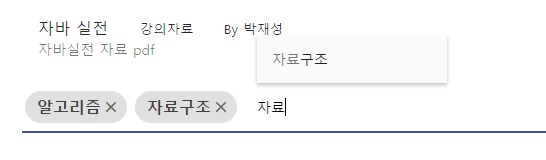 자바 실전 강의자료 By 박재성
자바실전 자료 pdf
자료구조
알고리즘 × 자료구조 × 자료